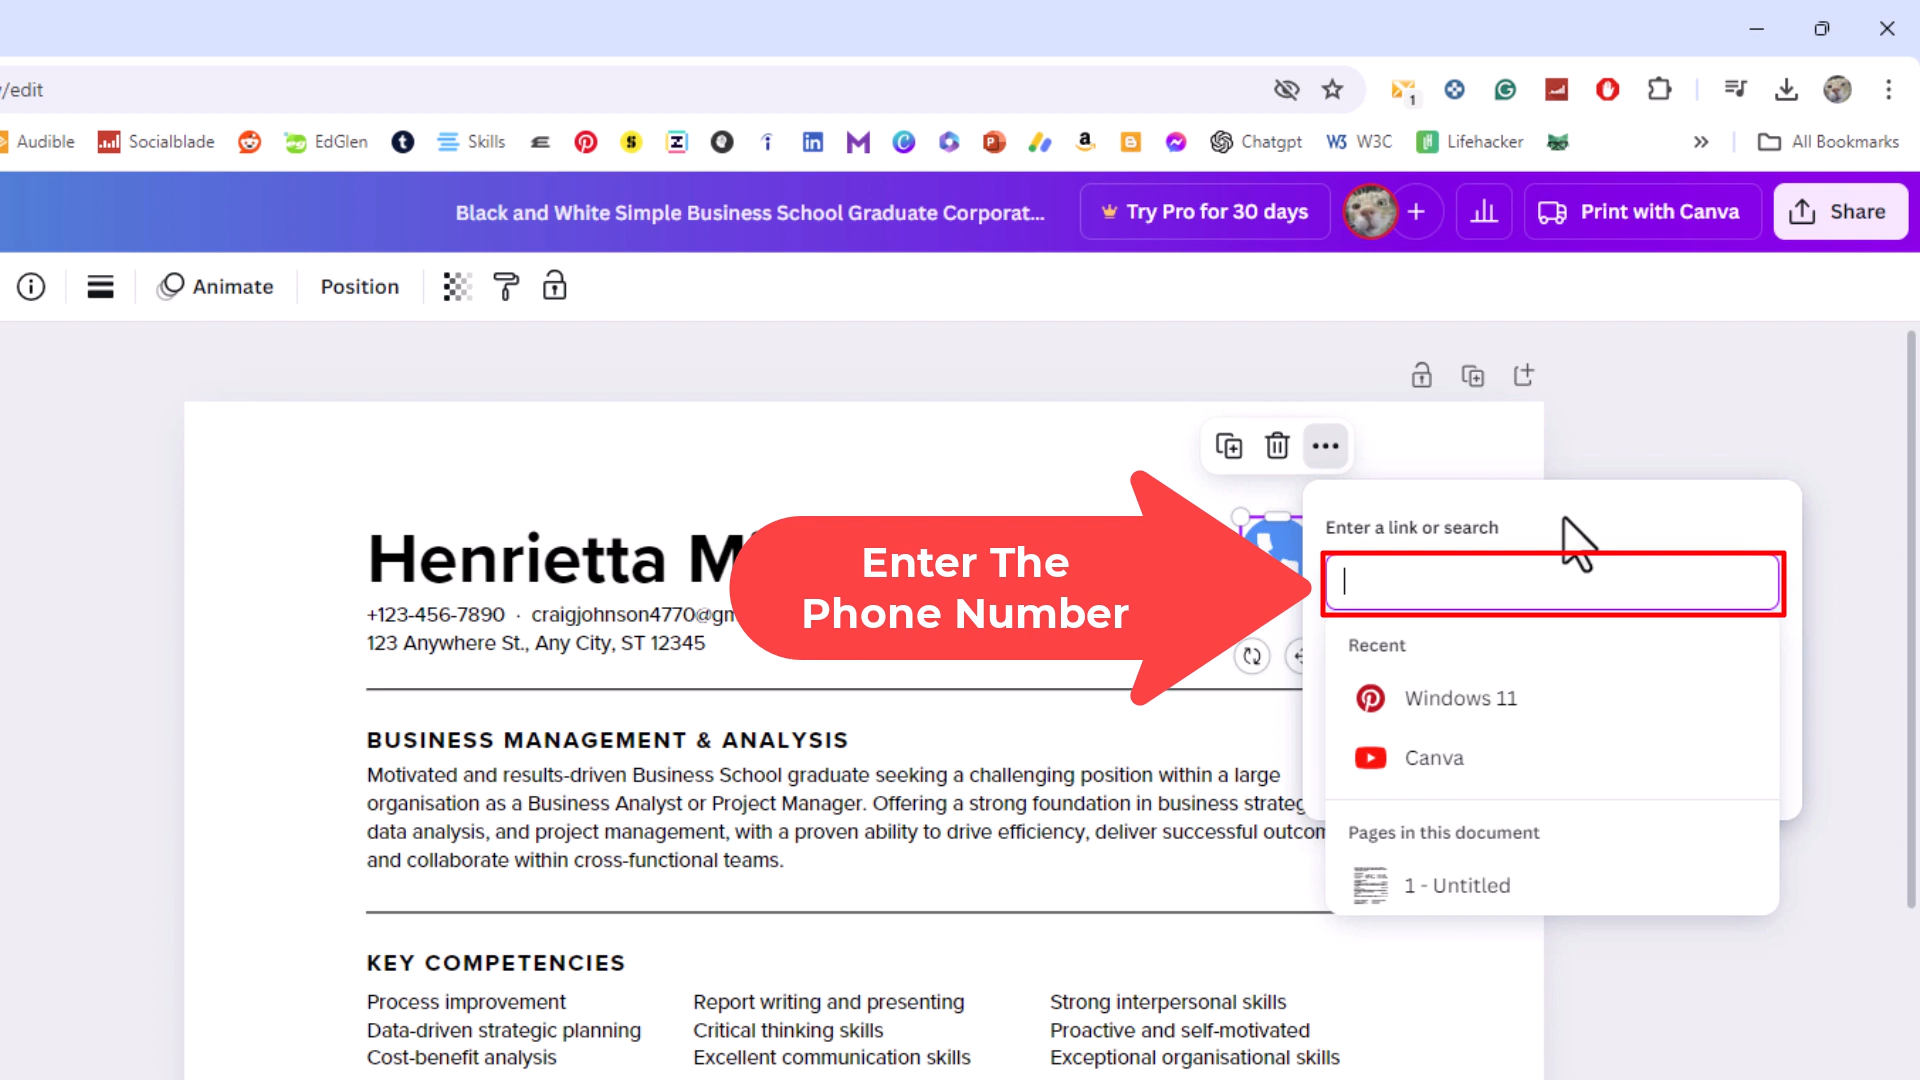 /edit
1
Audible
Socialblade
EdGlen
Skills
Chatgpt
W3 W3C
Lifehacker
All Bookmarks
Black and White Simple Business School Graduate Corporat...
Try Pro for 30 days
Print with Canva
Share
Animate
Position
Henrietta
+123-456-7890 · craigjohnson4770@gm
123 Anywhere St., Any City, ST 12345
Enter The
Phone Number
Enter a link or search
Recent
Windows 11
Canva
Pages in this document
1 - Untitled
BUSINESS MANAGEMENT & ANALYSIS
Motivated and results-driven Business School graduate seeking a challenging position within a large
organisation as a Business Analyst or Project Manager. Offering a strong foundation in business strateg
data analysis, and project management, with a proven ability to drive efficiency, deliver successful outcom
and collaborate within cross-functional teams.
KEY COMPETENCIES
Process improvement
Data-driven strategic planning
Cost-benefit analysis
Report writing and presenting
Critical thinking skills
Excellent communication skills
Strong interpersonal skills
Proactive and self-motivated
Exceptional organisational skills